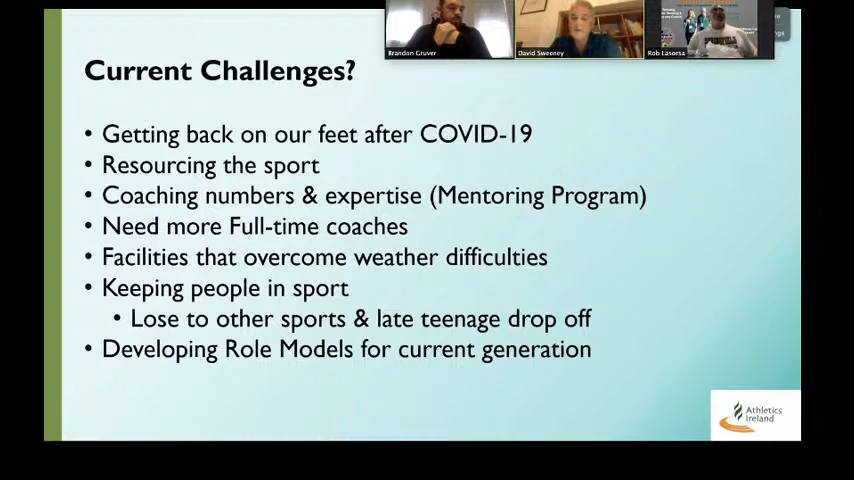 Brandon Gruver
David Sweeney
Rob Lasorsa
Current Challenges?
• Getting back on our feet after COVID-19
• Resourcing the sport
• Coaching numbers & expertise (Mentoring Program)
• Need more Full-time coaches
• Facilities that overcome weather difficulties
• Keeping people in sport
• Lose to other sports & late teenage drop off
• Developing Role Models for current generation
Athletics
Ireland